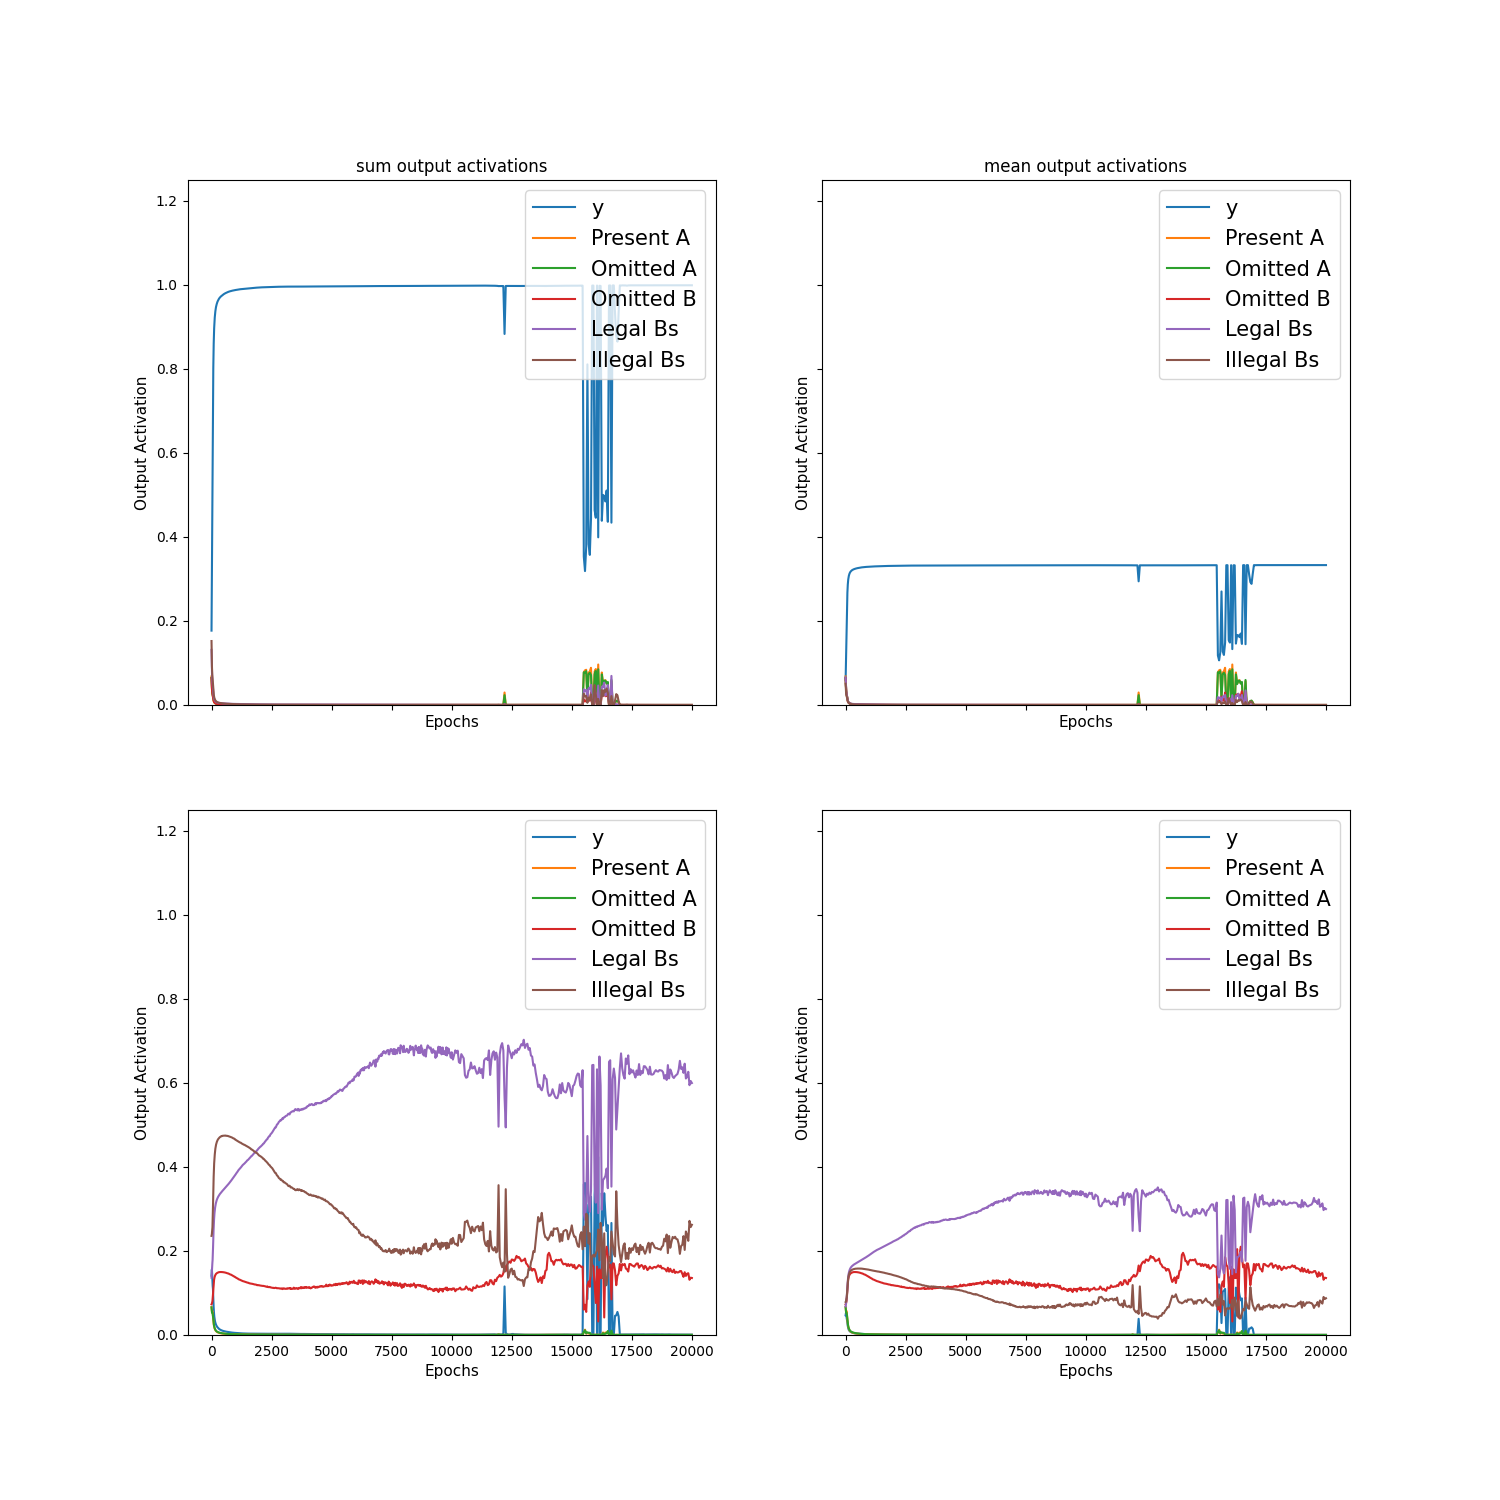 sum output activations
mean output activations
1.2
1.0
0.8
0.6
0.4
0.2
0.0
Output Activation
Epochs
y
Present A
Omitted A
Omitted B
Legal Bs
Illegal Bs
Output Activation
Epochs
y
Present A
Omitted A
Omitted B
Legal Bs
Illegal Bs
1.2
1.0
0.8
0.6
0.4
0.2
0.0
Output Activation
0 2500 5000 7500 10000 12500 15000 17500 20000
Epochs
y
Present A
Omitted A
Omitted B
Legal Bs
Illegal Bs
Output Activation
0 2500 5000 7500 10000 12500 15000 17500 20000
Epochs
y
Present A
Omitted A
Omitted B
Legal Bs
Illegal Bs